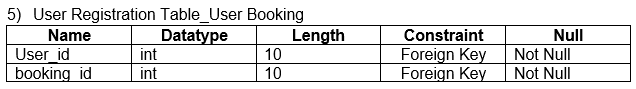 5) User Registration Table_User Booking
Name Datatype Length Constraint Null
User_id int 10 Foreign Key Not Null
booking_id int 10 Foreign Key Not Null